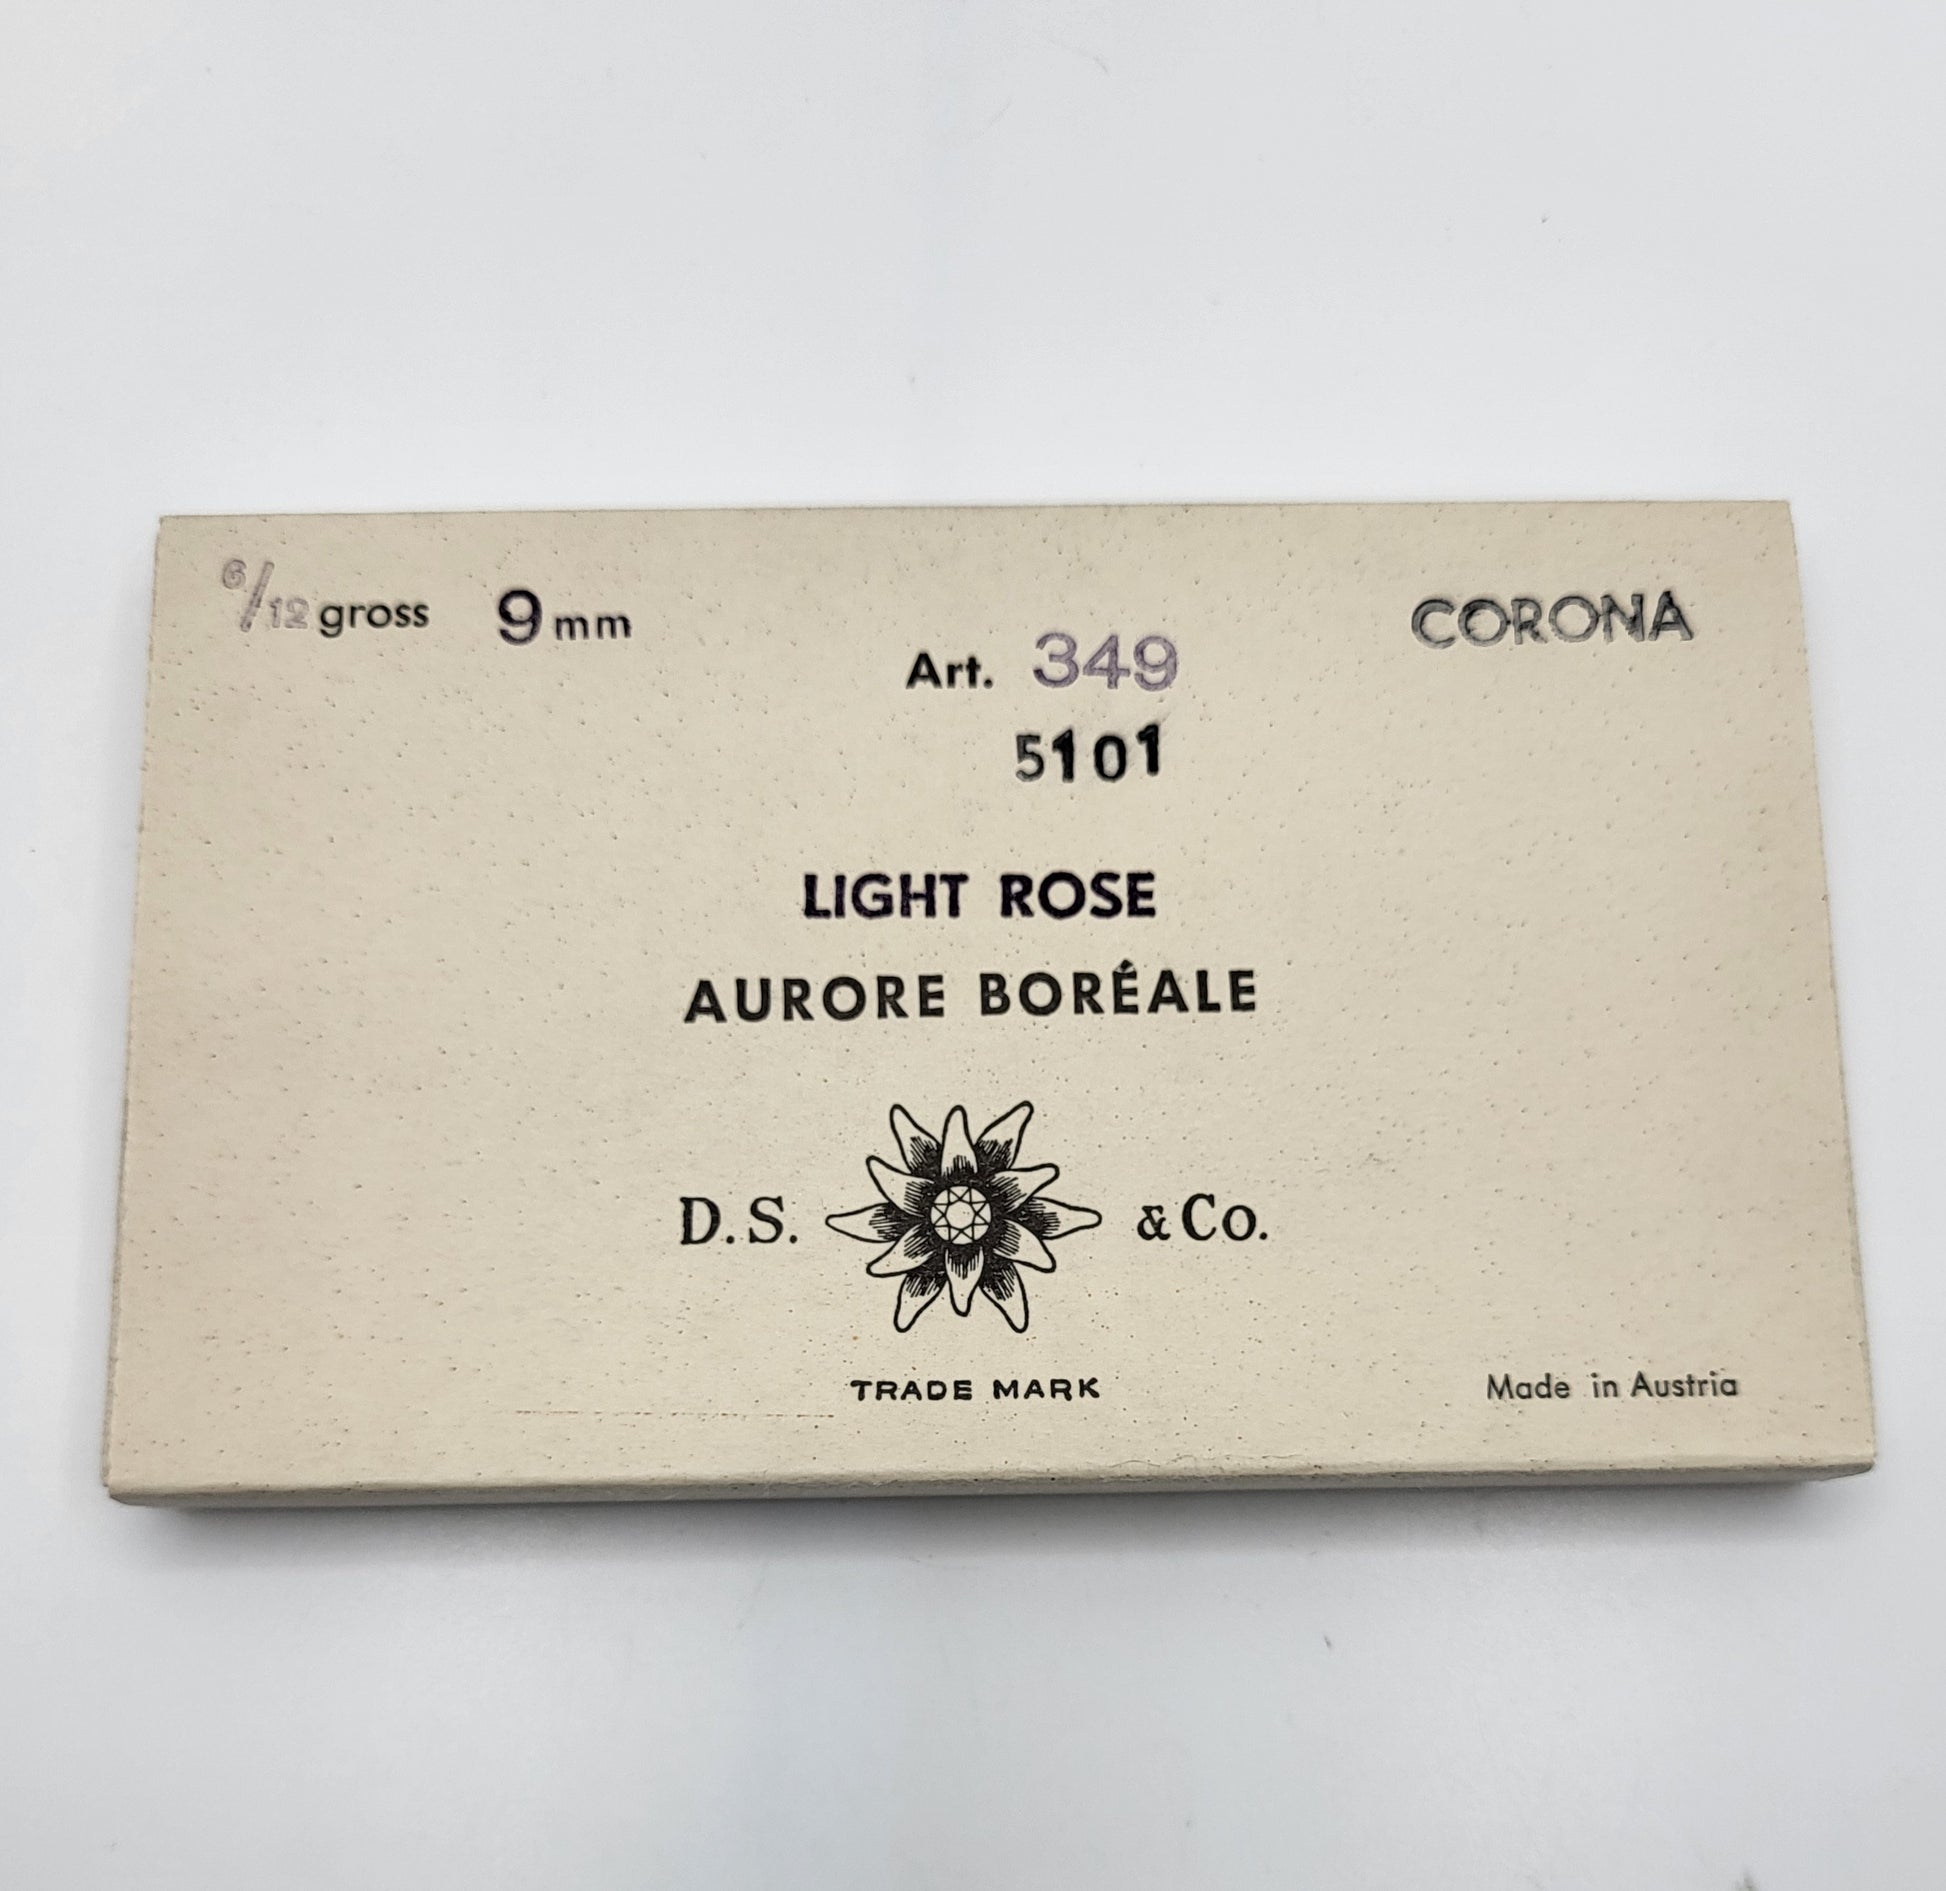 6/12 gross 9 mm CORONA
Art. 349
5101
LIGHT ROSE
AURORE BORÉALE
D.S. & Co.
TRADE MARK
Made in Austria